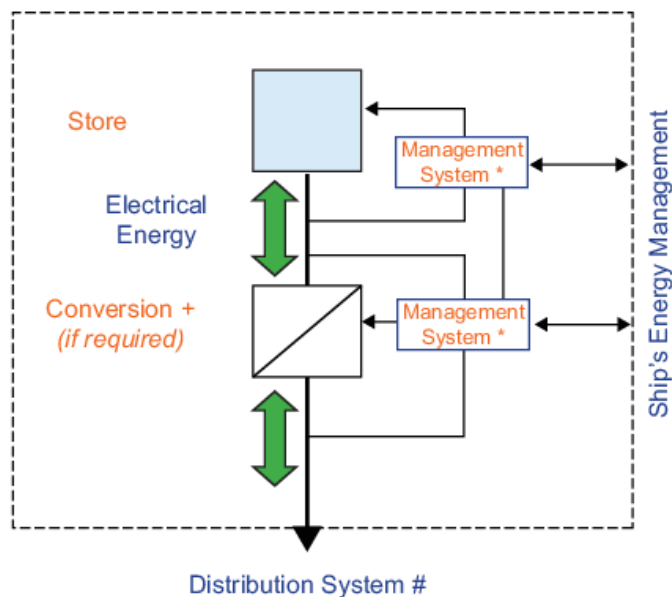 Store
Management
System *
Electrical
Energy
Conversion +
(if required)
Management
System *
Ship's Energy Management
Distribution System #